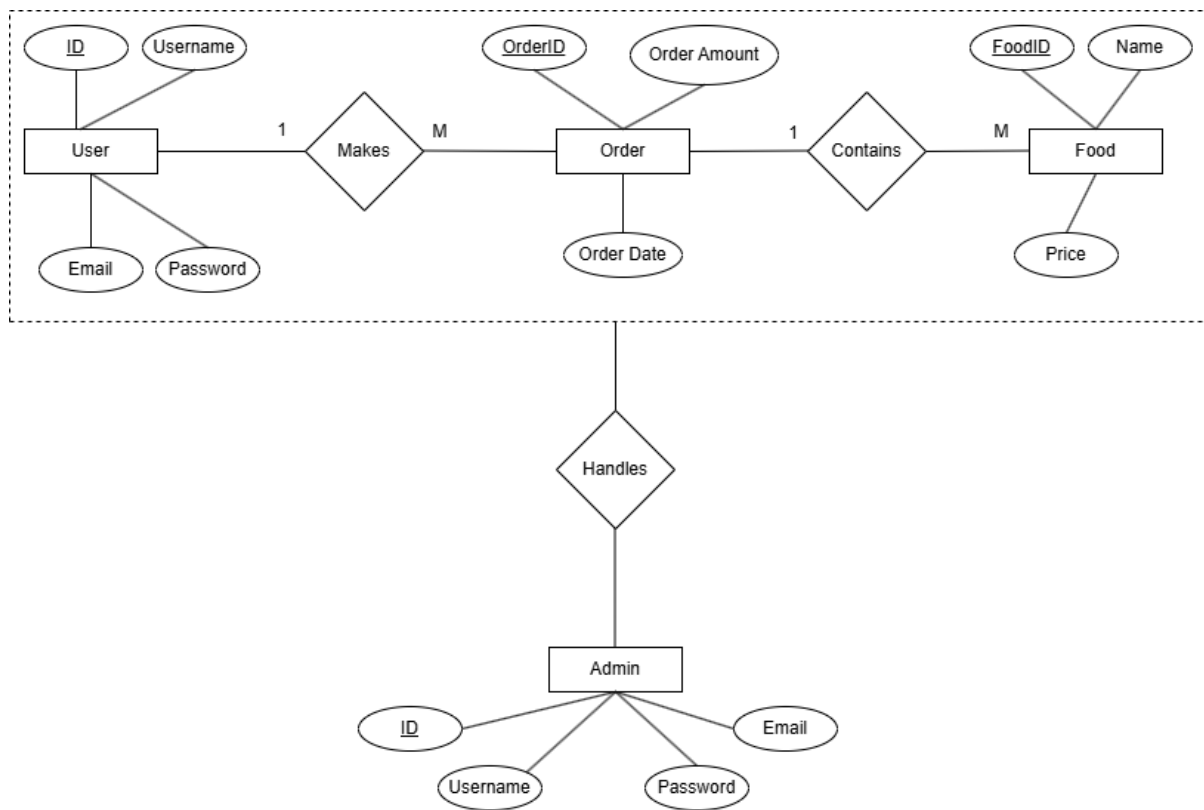 ID
Username
OrderID
Order Amount
FoodID
Name
1
M
1
M
User
Makes
Order
Contains
Food
Email
Password
Order Date
Price
Handles
Admin
ID
Email
Username
Password